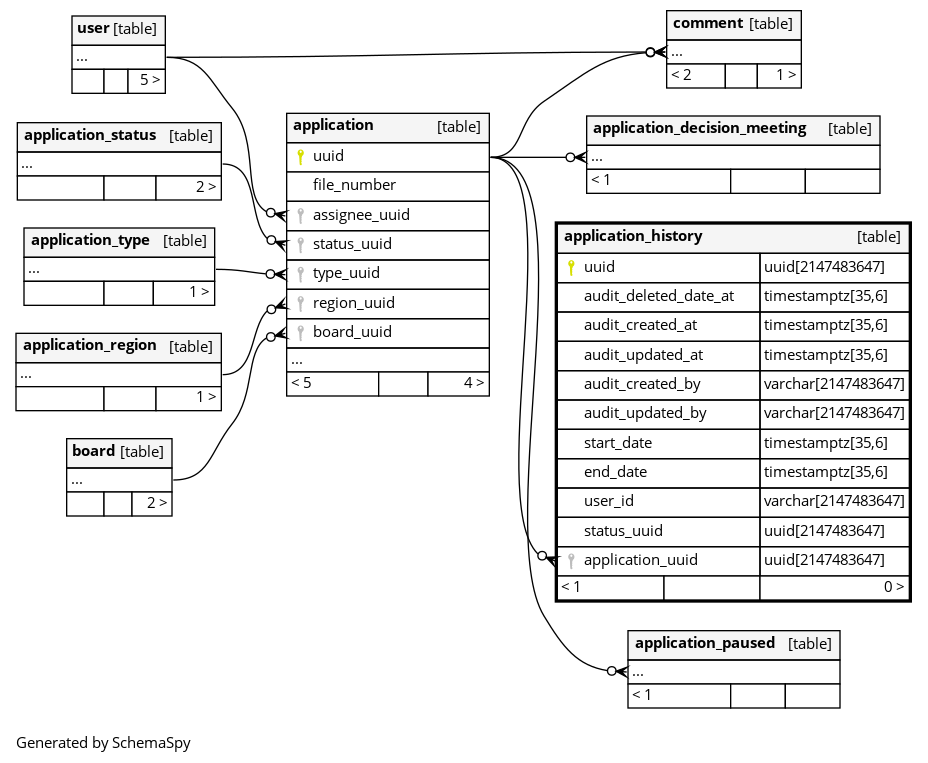 user [table]
...
5 >
application_status [table]
...
2 >
application_type [table]
...
1 >
application_region [table]
...
1 >
board [table]
...
2 >
application [table]
uuid
file_number
assignee_uuid
status_uuid
type_uuid
region_uuid
board_uuid
...
< 5 4 >
comment [table]
...
< 2 1 >
application_decision_meeting [table]
...
< 1
application_history [table]
uuid uuid[2147483647]
audit_deleted_date_at timestamptz[35,6]
audit_created_at timestamptz[35,6]
audit_updated_at timestamptz[35,6]
audit_created_by varchar[2147483647]
audit_updated_by varchar[2147483647]
start_date timestamptz[35,6]
end_date timestamptz[35,6]
user_id varchar[2147483647]
status_uuid uuid[2147483647]
application_uuid uuid[2147483647]
< 1 0 >
application_paused [table]
...
< 1
Generated by SchemaSpy